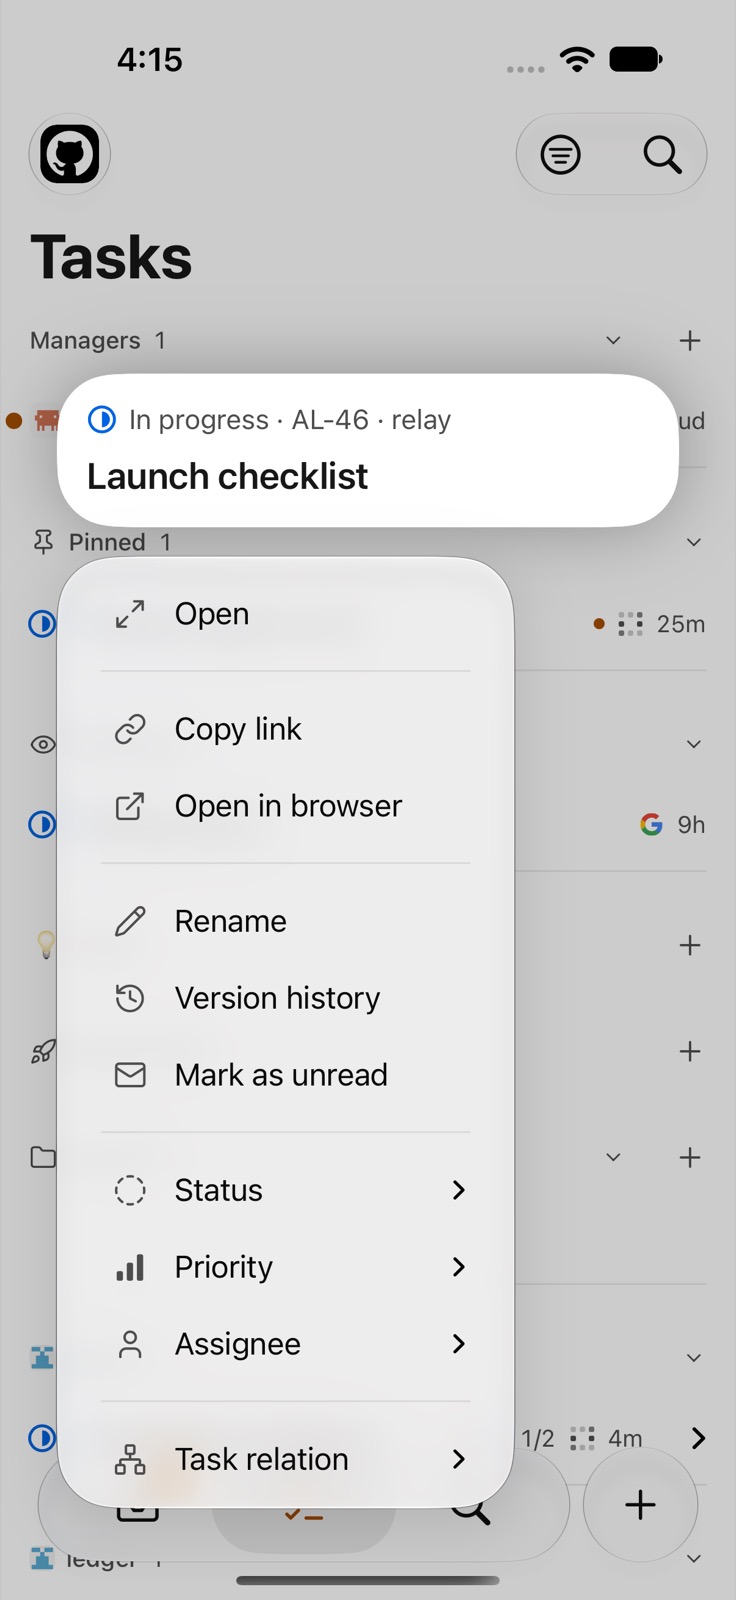 4:15
Tasks
Managers 1
In progress · AL-46 · relay
ud
Launch checklist
Pinned 1
Open
25m
Copy link
Open in browser
9h
Rename
Version history
Mark as unread
Status
Priority
Assignee
1/2 4m
Task relation
ledger 1